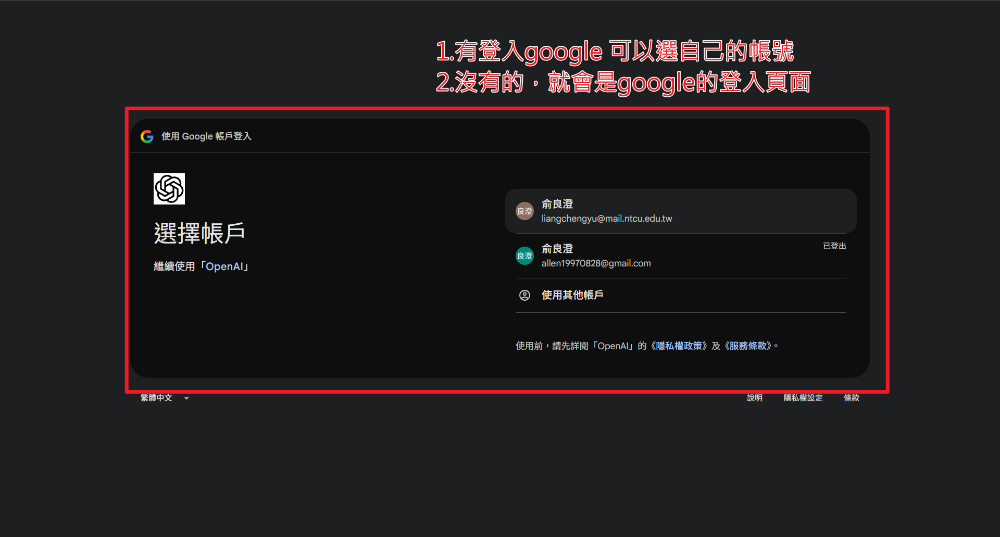 1.有登入google 可以選自己的帳號
2.沒有的，就會是google的登入頁面
使用 Google 帳戶登入
選擇帳戶
繼續使用「OpenAI」
良澄
俞良澄
liangchengyu@mail.ntcu.edu.tw
良澄
俞良澄
已登出
allen19970828@gmail.com
使用其他帳戶
使用前，請先詳閱「OpenAI」的《隱私權政策》及《服務條款》。
繁體中文
說明
隱私權設定
條款